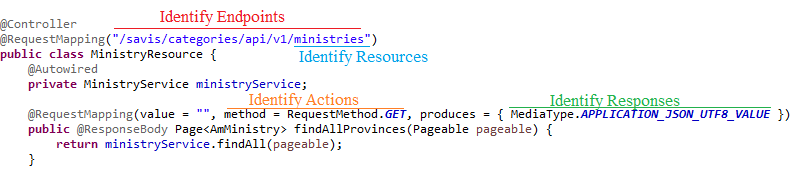 Identify Endpoints
@Controller
@RequestMapping("/savis/categories/api/v1/ministries")
public class MinistryResource {
Identify Resources
@Autowired
private MinistryService ministryService;
Identify Actions
Identify Responses
@RequestMapping(value = "", method = RequestMethod.GET, produces = { MediaType.APPLICATION_JSON_UTF8_VALUE })
public @ResponseBody Page<AmMinistry> findAllProvinces(Pageable pageable) {
return ministryService.findAll(pageable);
}